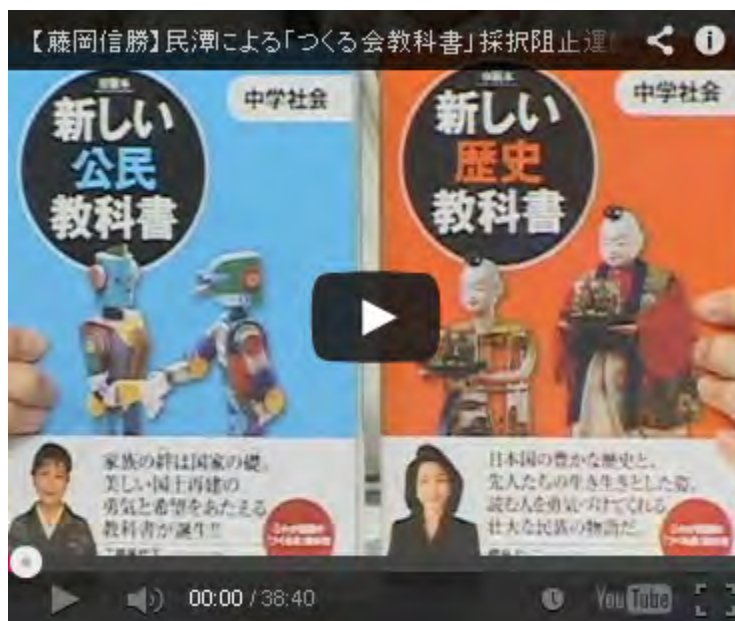 【藤岡信勝】民潭による「つくる会教科書」採択阻止運
市販本
新しい
公民
教科書
中学社会
市販本
新しい
歴史
教科書
中学社会
家族の絆は国家の礎。
美しい国土再建の
勇気と希望をあたえる
教科書が誕生!!
日本国の豊かな歴史と、
先人たちの生き生きとした姿。
読む人を勇気づけてくれる
壮大な民族の物語だ。
00:00 / 38:40
YouTube